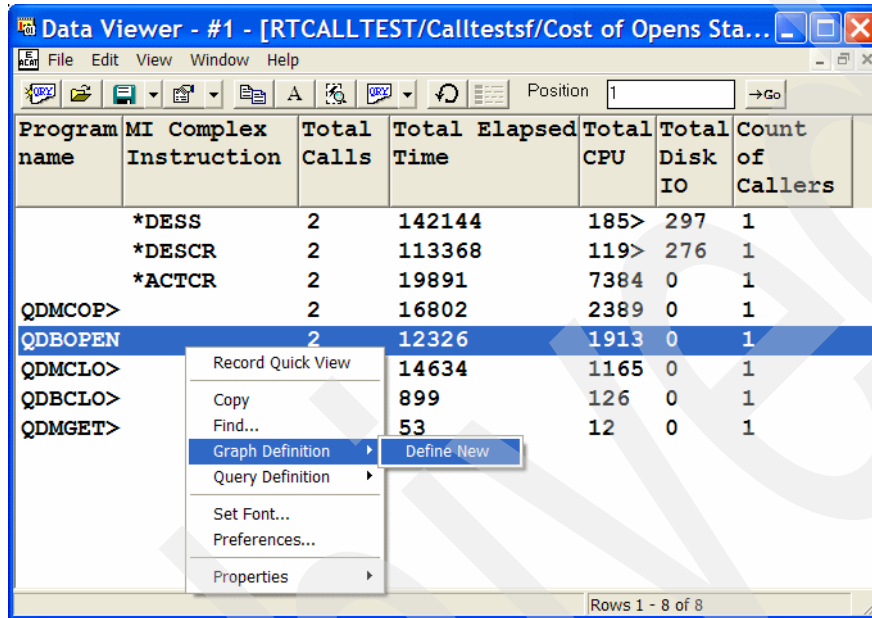 Data Viewer - #1 - [RTCALLTEST/Calltestsf/Cost of Opens Sta...
File Edit View Window Help
Position 1 →Go
Program name MI Complex Instruction Total Calls Total Elapsed Time Total CPU Total Disk IO Count of Callers
*DESS 2 142144 185> 297 1
*DESCR 2 113368 119> 276 1
*ACTCR 2 19891 7384 0 1
QDMCOP> 2 16802 2389 0 1
QDBOPEN 2 12326 1913 0 1
QDMCLO> 14634 1165 0 1
QDBCLO> 899 126 0 1
QDMGET> 53 12 0 1
Record Quick View
Copy
Find...
Graph Definition
Define New
Query Definition
Set Font...
Preferences...
Properties
Rows 1 - 8 of 8